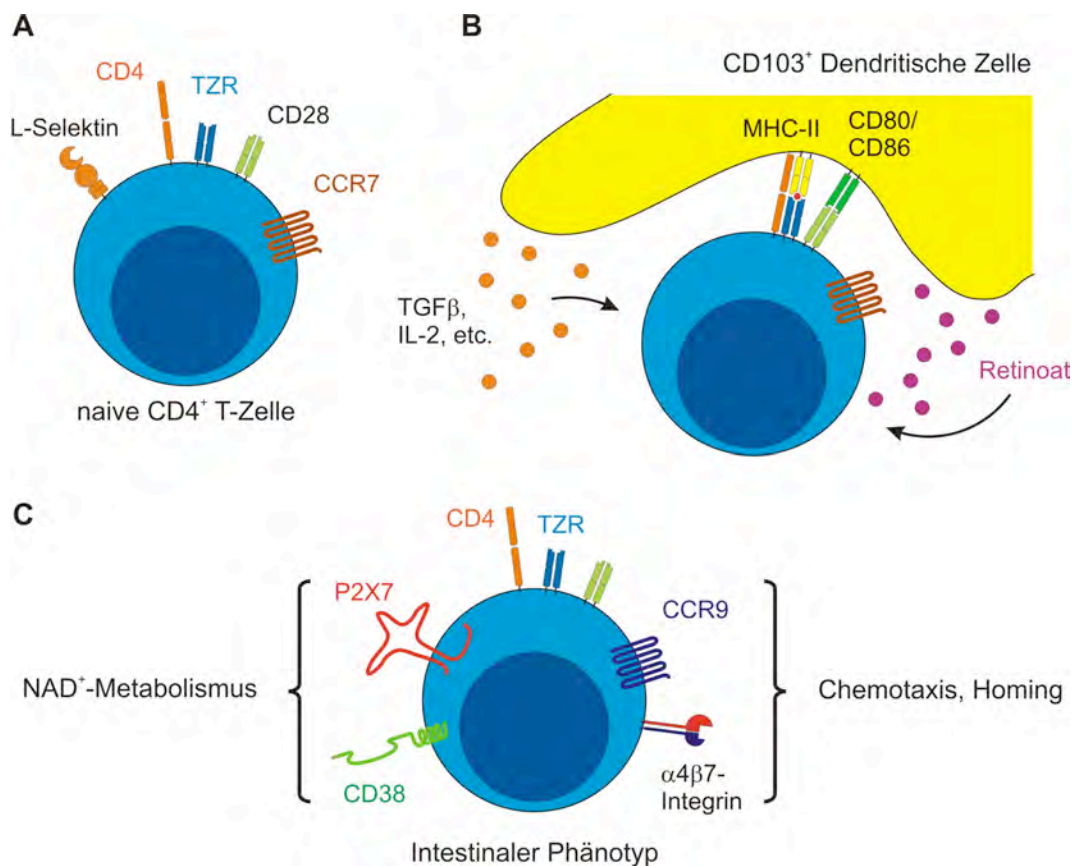 A
CD4
TZR
CD28
L-Selektin
CCR7
naive CD4⁺ T-Zelle
B
CD103⁺ Dendritische Zelle
MHC-II
CD80/
CD86
TGFβ,
IL-2, etc.
Retinoat
C
CD4
TZR
P2X7
CCR9
NAD⁺-Metabolismus
Chemotaxis, Homing
CD38
α4β7-
Integrin
Intestinaler Phänotyp